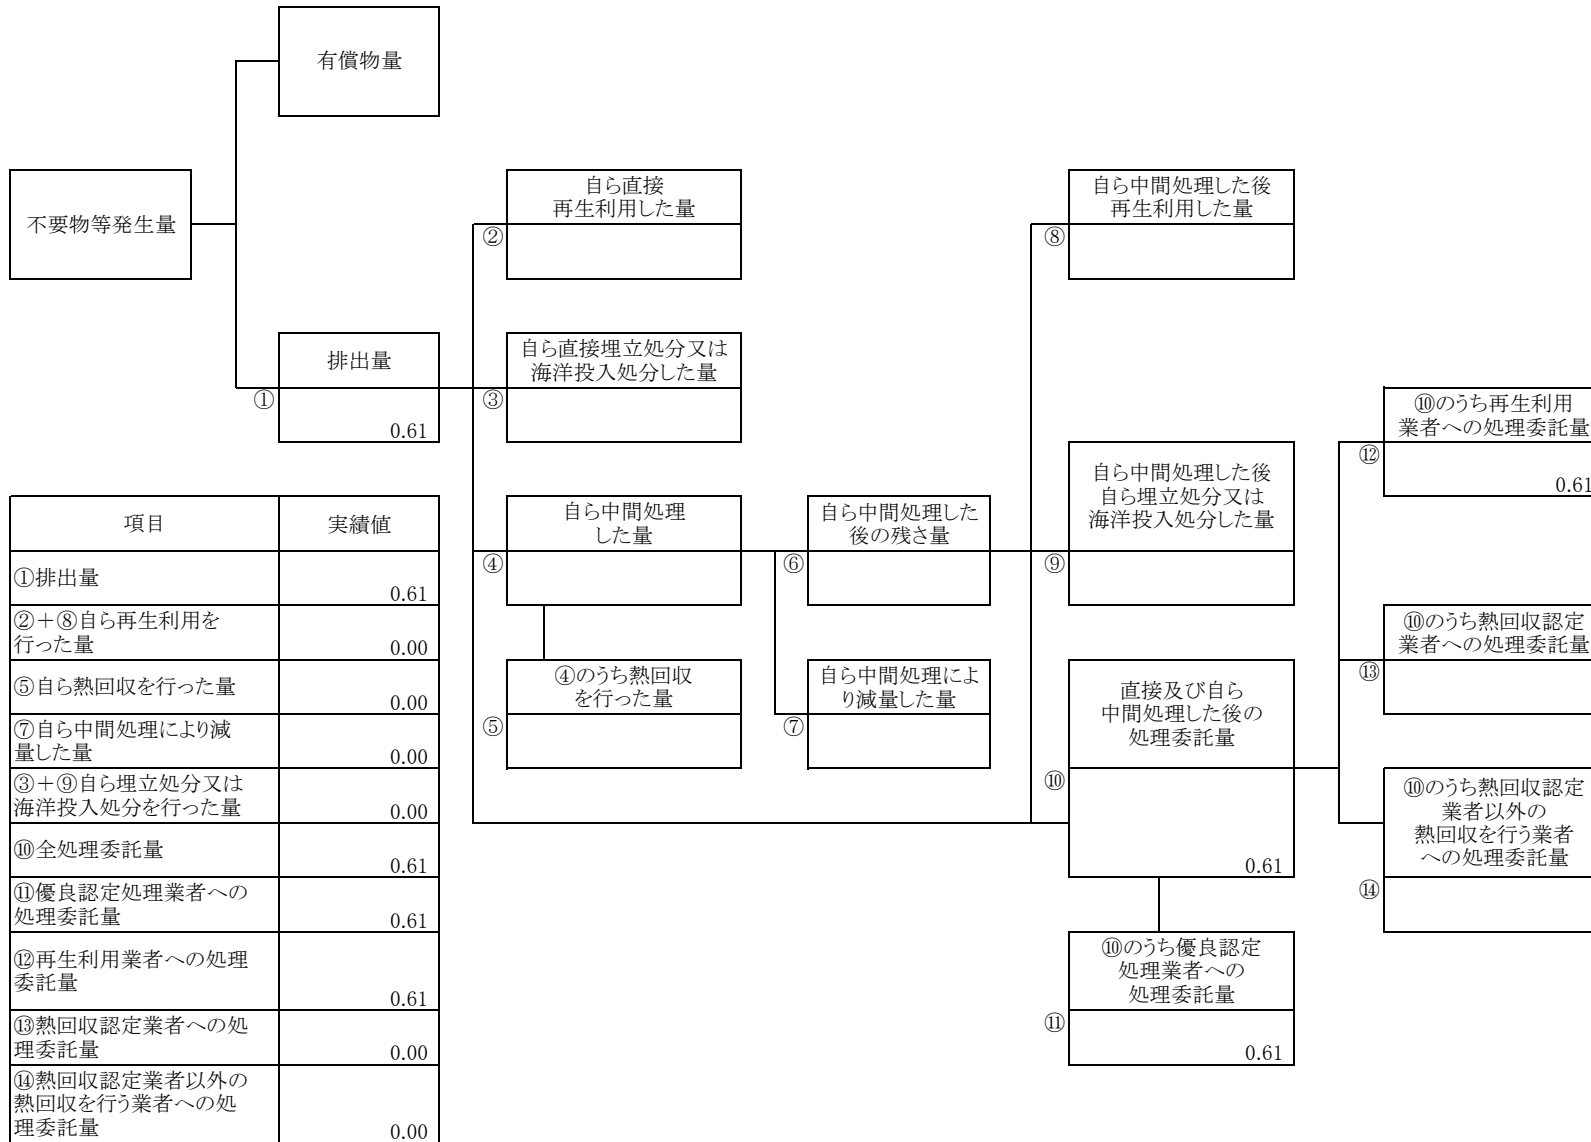 有償物量
不要物等発生量
排出量
①
0.61
自ら直接
再生利用した量
②
自ら直接埋立処分又は
海洋投入処分した量
③
自ら中間処理
した量
④
④のうち熱回収
を行った量
⑤
自ら中間処理した
後の残さ量
⑥
自ら中間処理によ
り減量した量
⑦
自ら中間処理した後
再生利用した量
⑧
自ら中間処理した後
自ら埋立処分又は
海洋投入処分した量
⑨
直接及び自ら
中間処理した後の
処理委託量
⑩
0.61
⑩のうち優良認定
処理業者への
処理委託量
⑪
0.61
⑩のうち再生利用
業者への処理委託量
⑫
0.61
⑩のうち熱回収認定
業者への処理委託量
⑬
⑩のうち熱回収認定
業者以外の
熱回収を行う業者
への処理委託量
⑭
項目 実績値
①排出量
0.61
②+⑧自ら再生利用を
行った量 0.00
⑤自ら熱回収を行った量
0.00
⑦自ら中間処理により減
量した量 0.00
③+⑨自ら埋立処分又は
海洋投入処分を行った量 0.00
⑩全処理委託量
0.61
⑪優良認定処理業者への
処理委託量 0.61
⑫再生利用業者への処理
委託量
0.61
⑬熱回収認定業者への処
理委託量 0.00
⑭熱回収認定業者以外の
熱回収を行う業者への処
理委託量 0.00